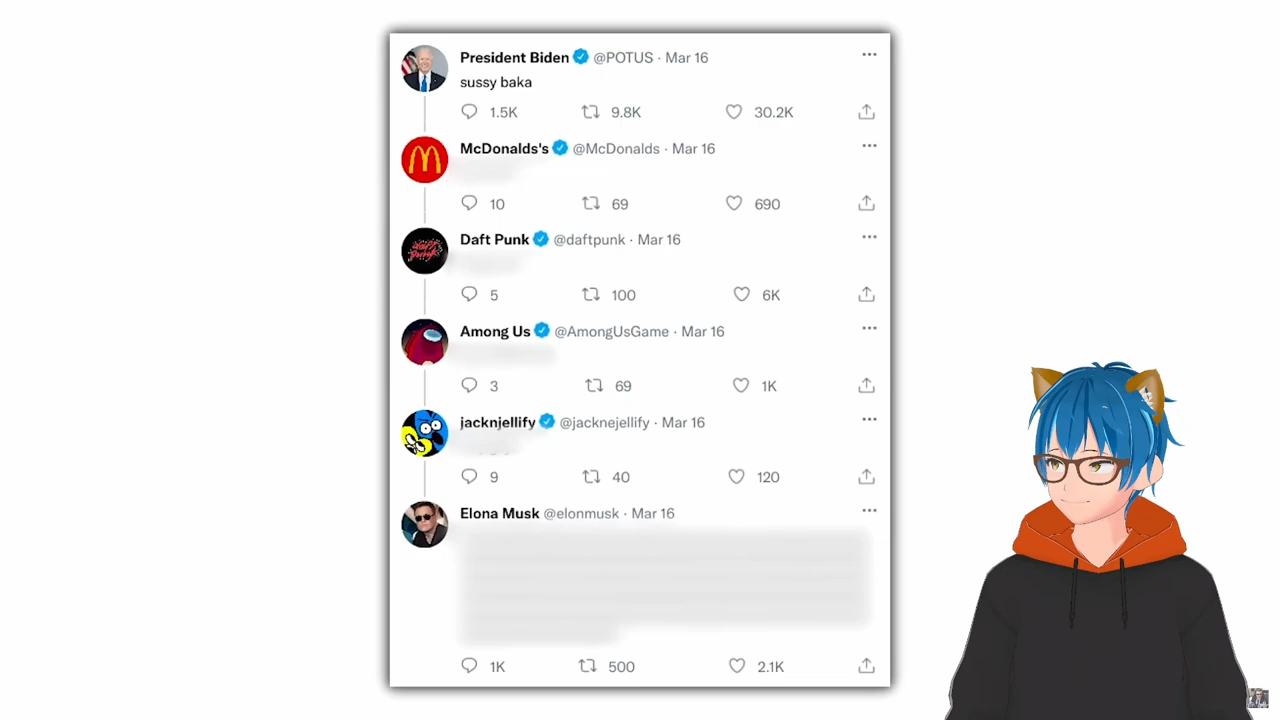 President Biden @POTUS · Mar 16
sussy baka
1.5K 9.8K 30.2K
McDonalds's @McDonalds · Mar 16
10 69 690
Daft Punk @daftpunk · Mar 16
5 100 6K
Among Us @AmongUsGame · Mar 16
3 69 1K
jacknjellify @jacknejellify · Mar 16
9 40 120
Elona Musk @elonmusk · Mar 16
1K 500 2.1K